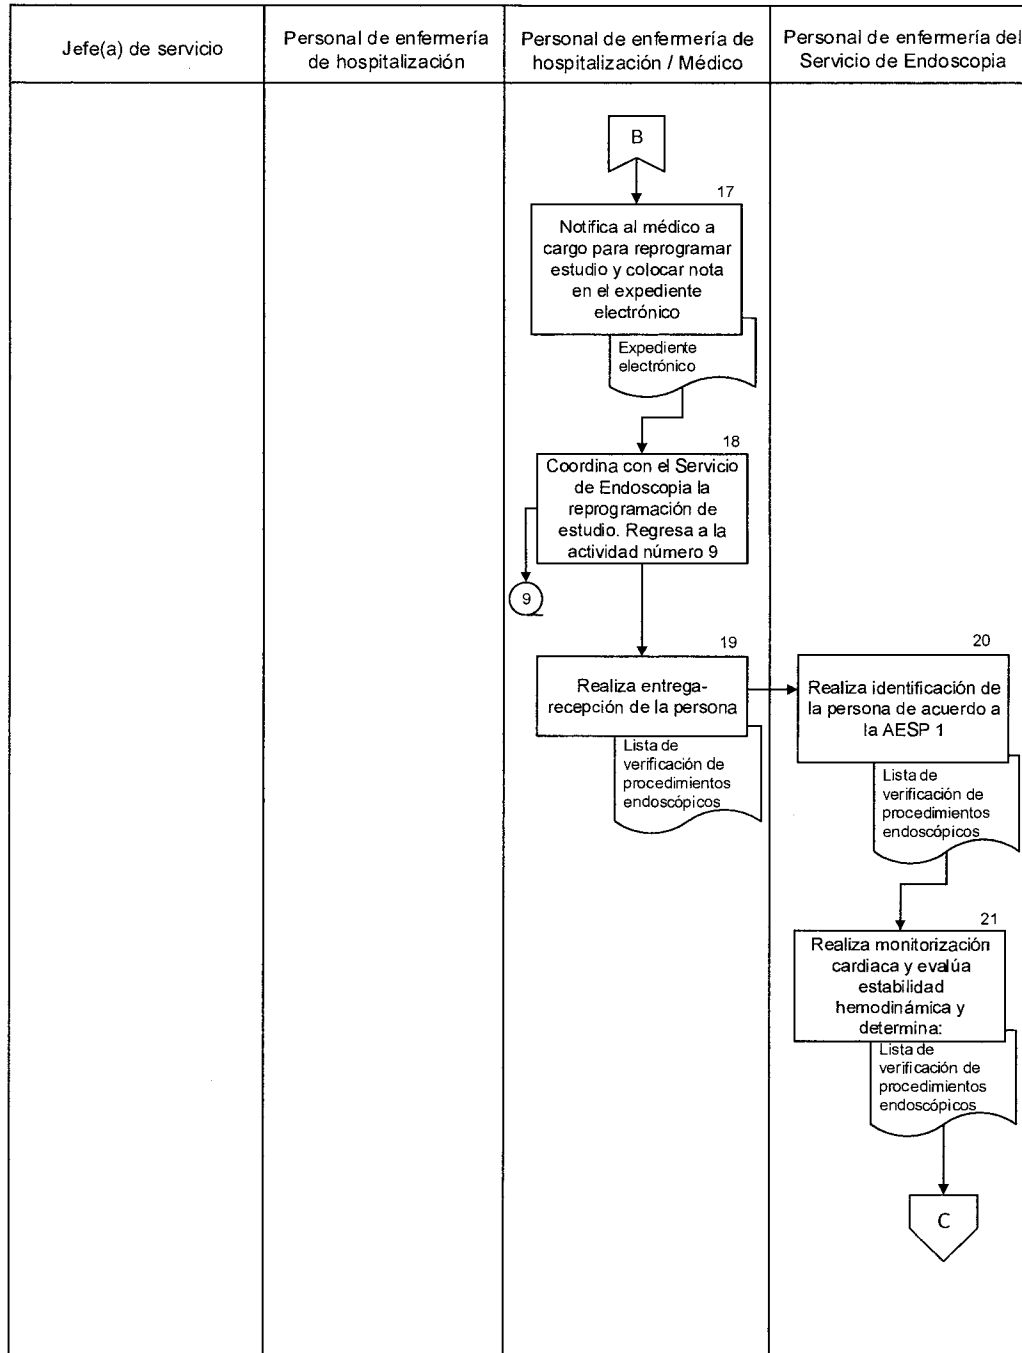 Jefe(a) de servicio
Personal de enfermería
de hospitalización
Personal de enfermería de
hospitalización / Médico
Personal de enfermería del
Servicio de Endoscopia
B
17
Notifica al médico a
cargo para reprogramar
estudio y colocar nota
en el expediente
electrónico
Expediente
electrónico
18
Coordina con el Servicio
de Endoscopia la
reprogramación de
estudio. Regresa a la
actividad número 9
9
19
Realiza entrega-
recepción de la persona
Lista de
verificación de
procedimientos
endoscópicos
20
Realiza identificación de
la persona de acuerdo a
la AESP 1
Lista de
verificación de
procedimientos
endoscópicos
21
Realiza monitorización
cardiaca y evalúa
estabilidad
hemodinámica y
determina:
Lista de
verificación de
procedimientos
endoscópicos
C